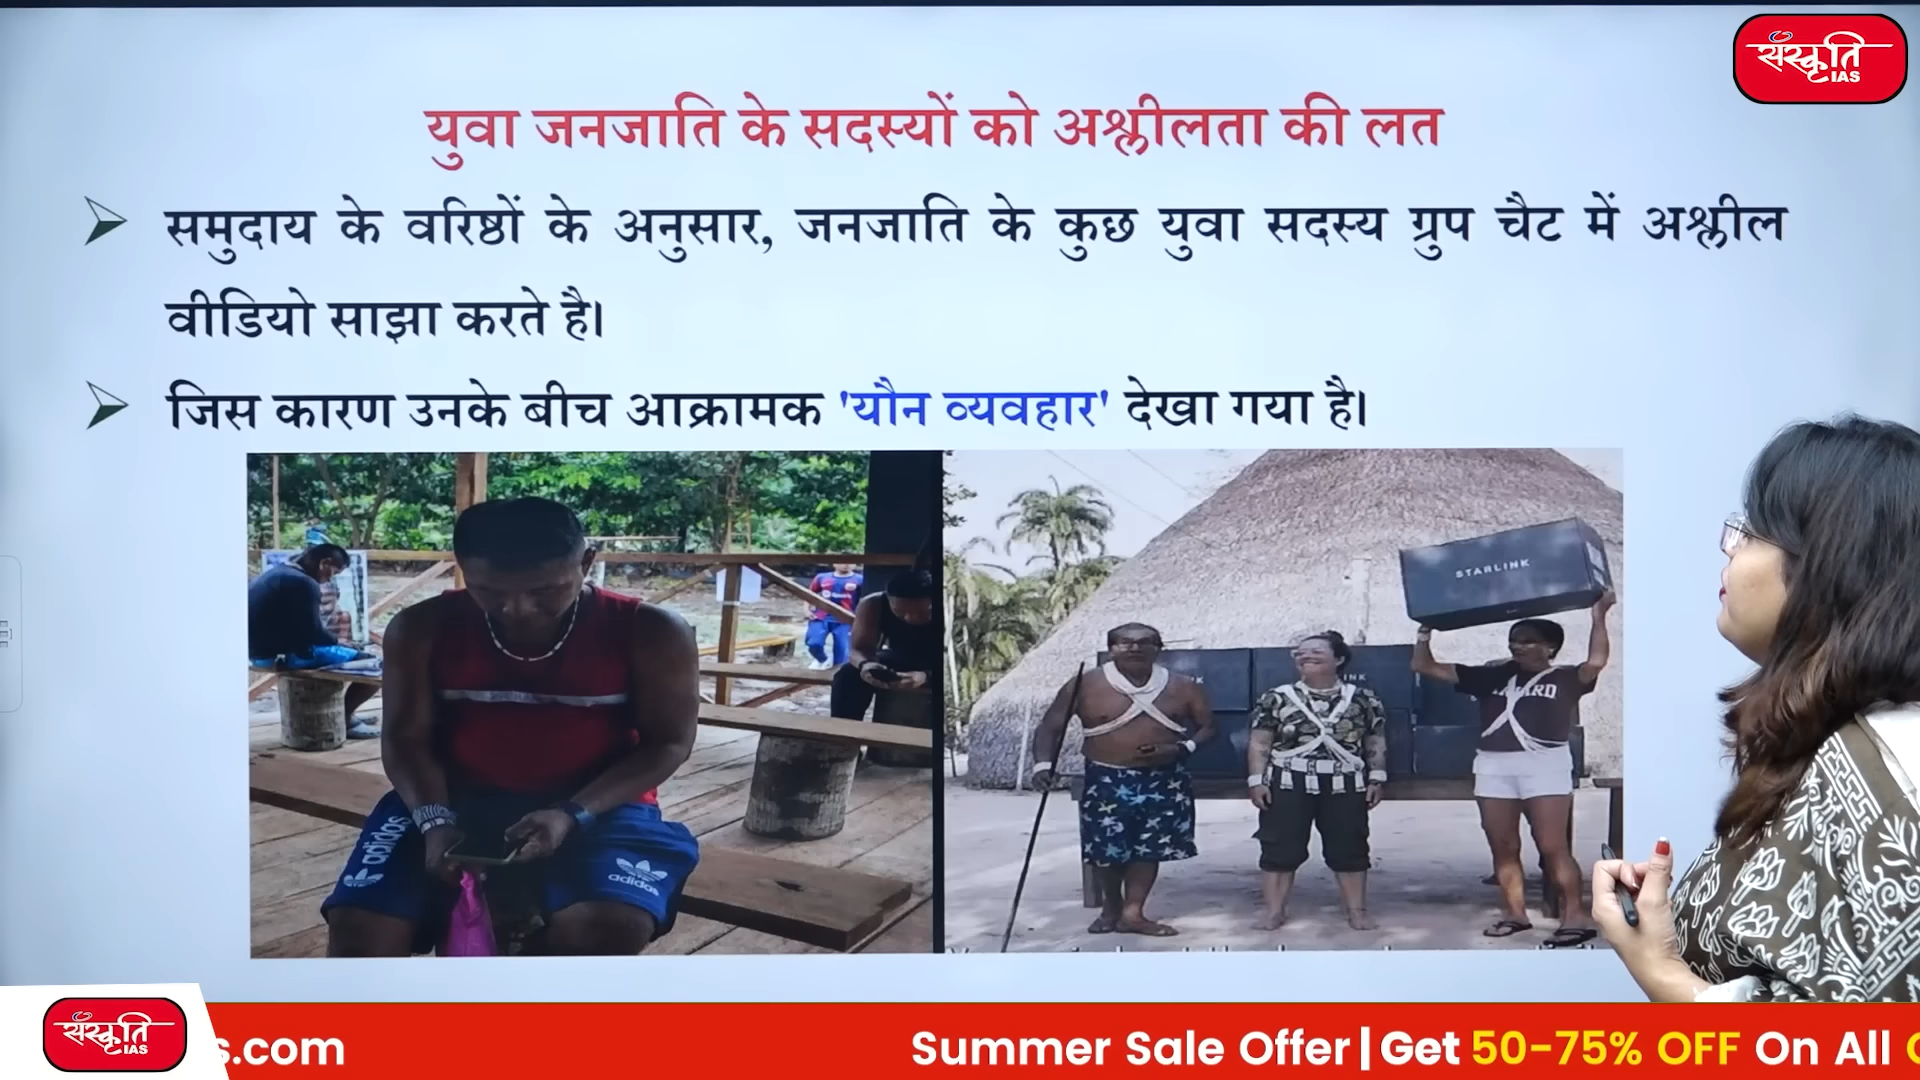 संस्कृति
IAS
युवा जनजाति के सदस्यों को अश्लीलता की लत
समुदाय के वरिष्ठों के अनुसार, जनजाति के कुछ युवा सदस्य ग्रुप चैट में अश्लील
वीडियो साझा करते है।
जिस कारण उनके बीच आक्रामक 'यौन व्यवहार' देखा गया है।
STARLINK
adidas
adidas
संस्कृति
IAS
s.com
Summer Sale Offer | Get 50-75% OFF On All